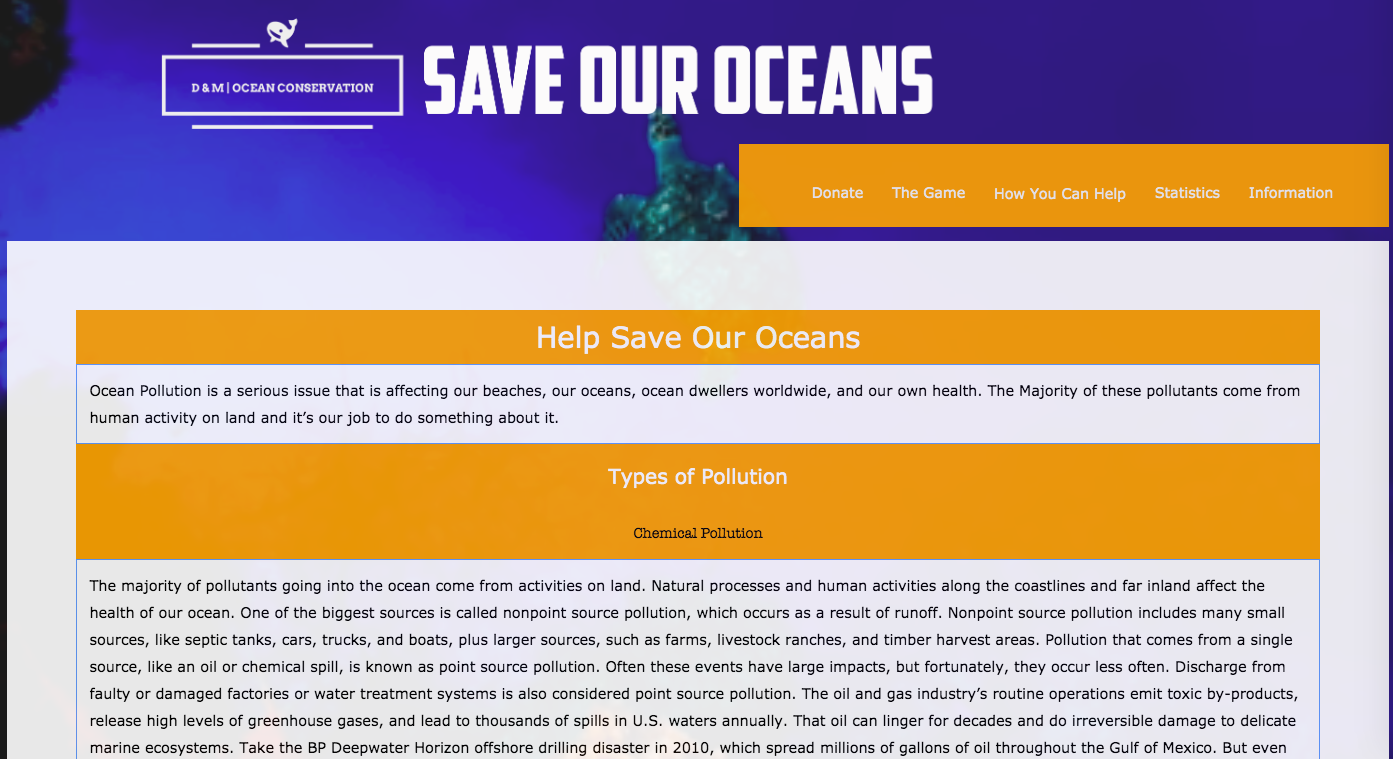 D & M | OCEAN CONSERVATION
SAVE OUR OCEANS
Donate The Game How You Can Help Statistics Information
Help Save Our Oceans
Ocean Pollution is a serious issue that is affecting our beaches, our oceans, ocean dwellers worldwide, and our own health. The Majority of these pollutants come from
human activity on land and it’s our job to do something about it.
Types of Pollution
Chemical Pollution
The majority of pollutants going into the ocean come from activities on land. Natural processes and human activities along the coastlines and far inland affect the
health of our ocean. One of the biggest sources is called nonpoint source pollution, which occurs as a result of runoff. Nonpoint source pollution includes many small
sources, like septic tanks, cars, trucks, and boats, plus larger sources, such as farms, livestock ranches, and timber harvest areas. Pollution that comes from a single
source, like an oil or chemical spill, is known as point source pollution. Often these events have large impacts, but fortunately, they occur less often. Discharge from
faulty or damaged factories or water treatment systems is also considered point source pollution. The oil and gas industry’s routine operations emit toxic by-products,
release high levels of greenhouse gases, and lead to thousands of spills in U.S. waters annually. That oil can linger for decades and do irreversible damage to delicate
marine ecosystems. Take the BP Deepwater Horizon offshore drilling disaster in 2010, which spread millions of gallons of oil throughout the Gulf of Mexico. But even